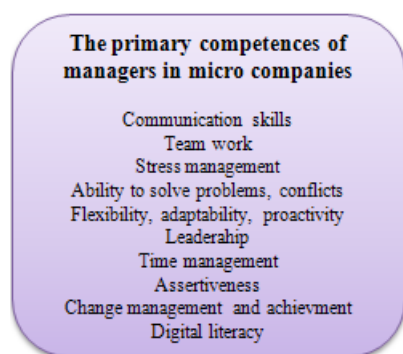 The primary competences of
managers in micro companies
Communication skills
Team work
Stress management
Ability to solve problems, conflicts
Flexibility, adaptability, proactivity
Leaderahip
Time management
Assertiveness
Change management and achievment
Digital literacy